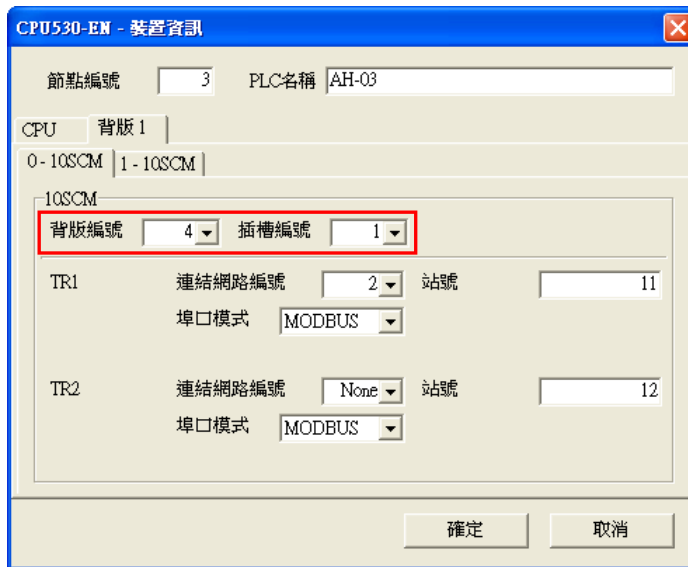 CPU530-EN - 裝置資訊
節點編號 3 PLC名稱 AH-03
CPU 背版 1
0 - 10SCM 1 - 10SCM
10SCM
背版編號 4 插槽編號 1
TR1 連結網路編號 2 站號 11
埠口模式 MODBUS
TR2 連結網路編號 None 站號 12
埠口模式 MODBUS
確定 取消